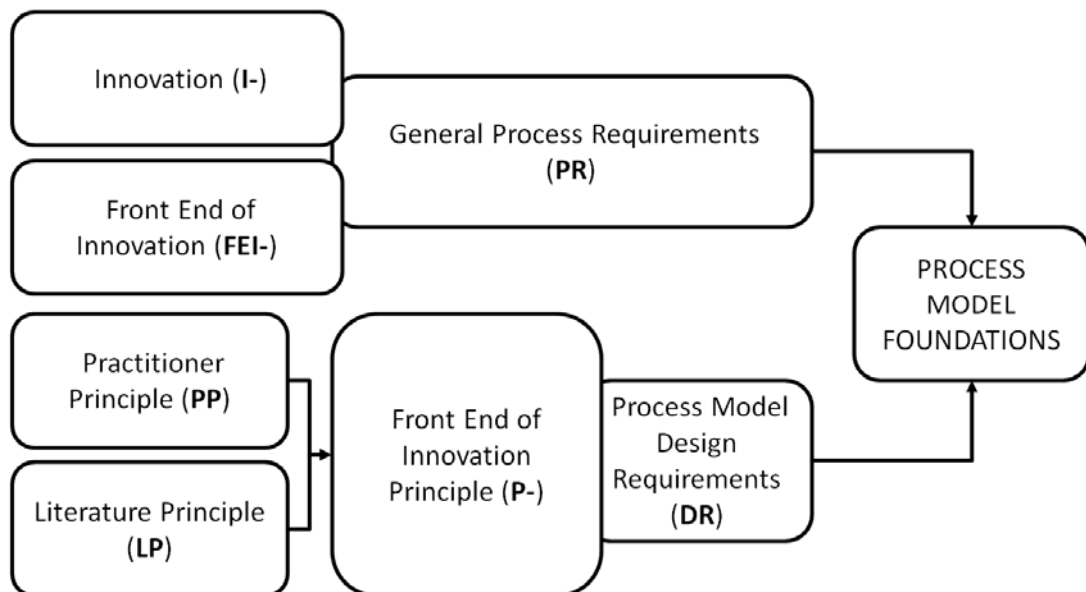 Innovation (I-)
General Process Requirements
(PR)
Front End of
Innovation (FEI-)
PROCESS
MODEL
FOUNDATIONS
Practitioner
Principle (PP)
Literature Principle
(LP)
Front End of
Innovation
Principle (P-)
Process Model
Design
Requirements
(DR)